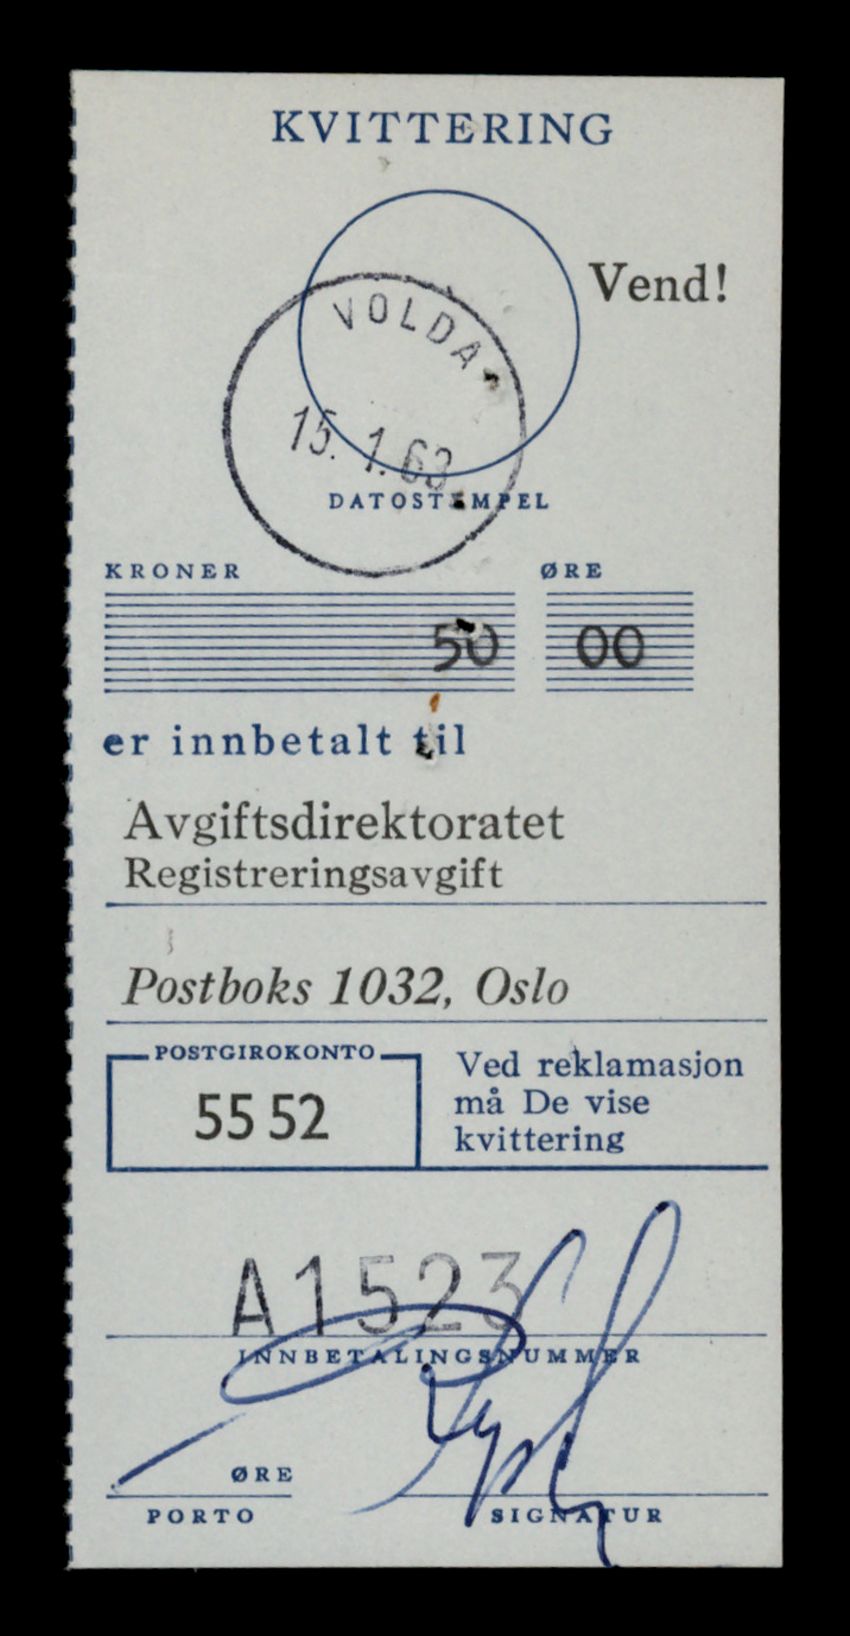 KVITTERING
Vend!
VOLDA
15. 1. 63
DATOSTEMPEL
KRONER ØRE
50 00
er innbetalt til
Avgiftsdirektoratet
Registreringsavgift
Postboks 1032, Oslo
POSTGIROKONTO
55 52
Ved reklamasjon
må De vise
kvittering
A1523
INNBETALINGSNUMMER
ØRE
PORTO
SIGNATUR